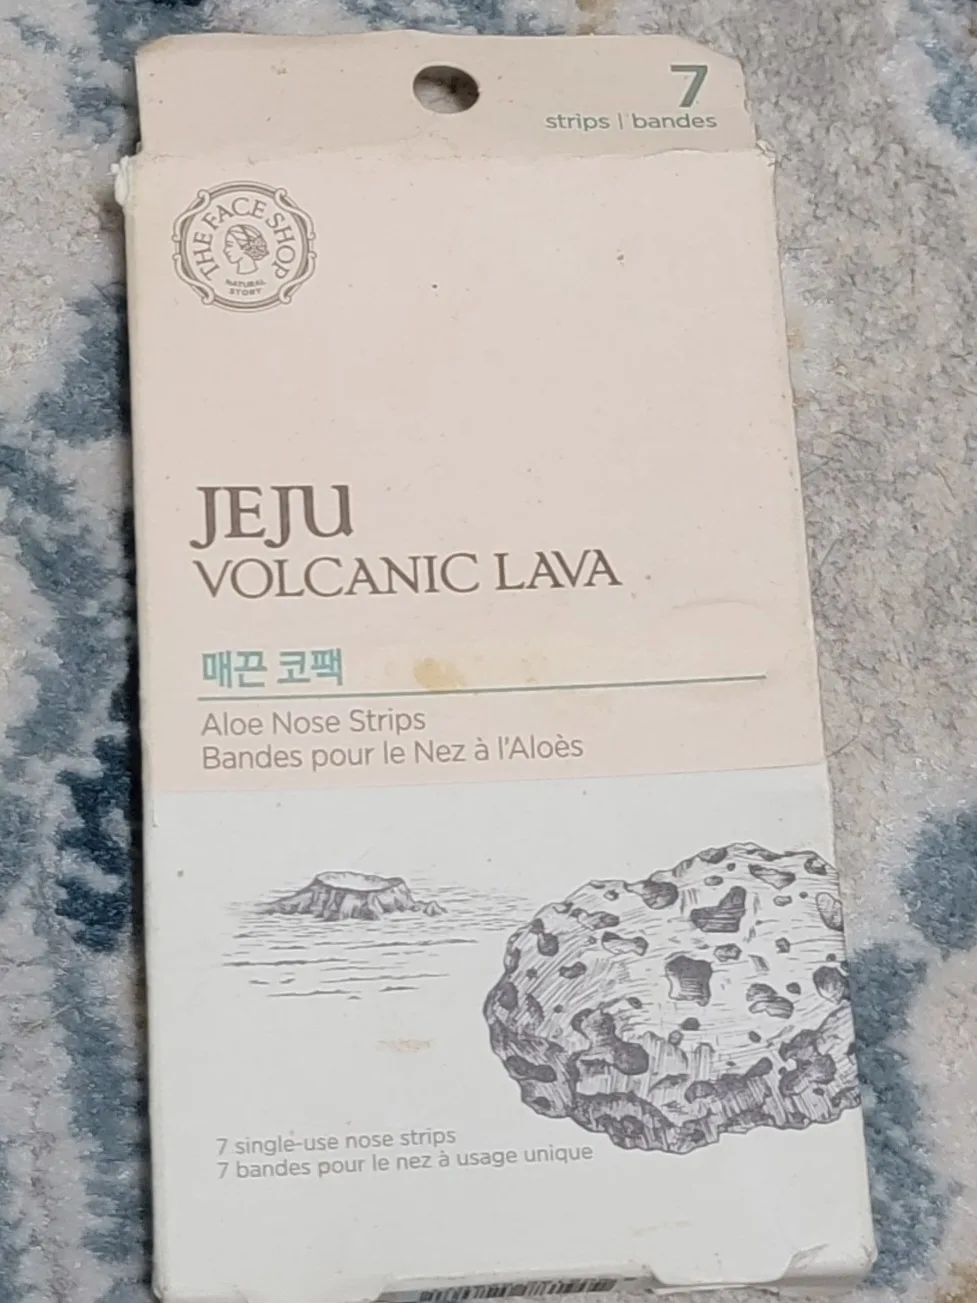 7
strips | bandes
THE FACE SHOP
NATURAL
STORY
JEJU
VOLCANIC LAVA
매끈 코팩
Aloe Nose Strips
Bandes pour le Nez à l'Aloès
7 single-use nose strips
7 bandes pour le nez à usage unique